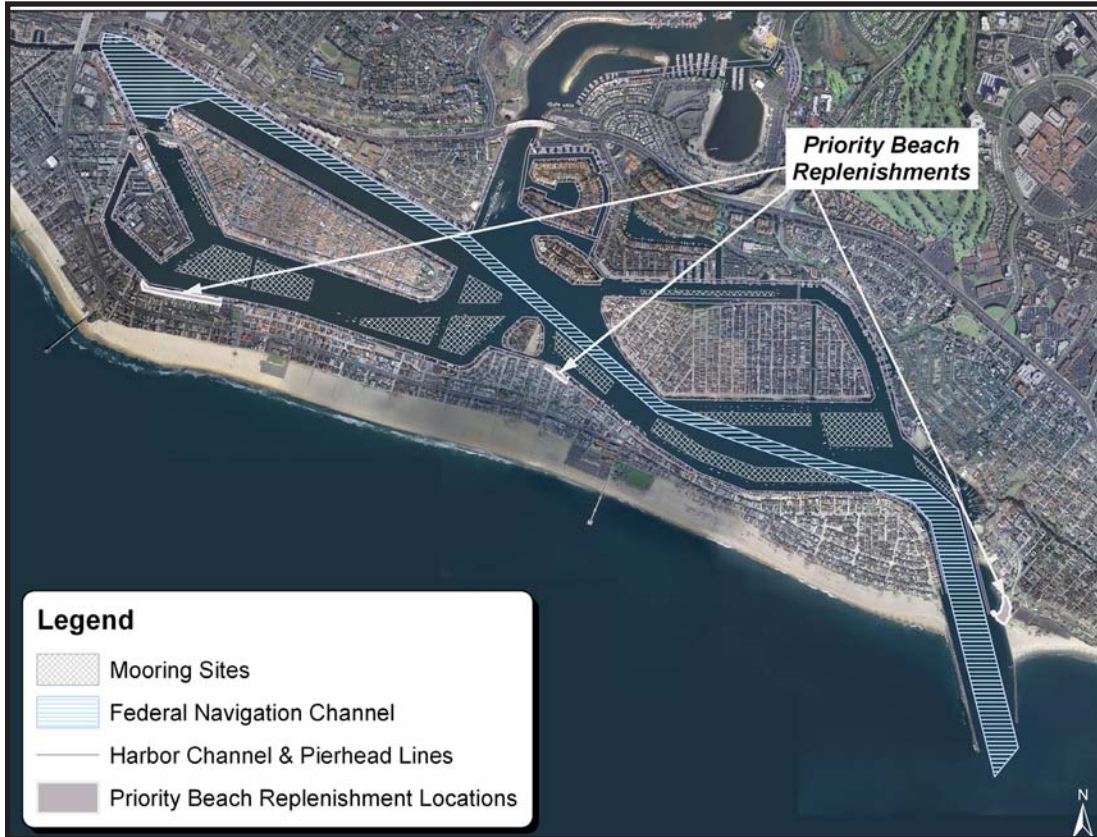 Priority Beach
Replenishments
Legend
Mooring Sites
Federal Navigation Channel
Harbor Channel & Pierhead Lines
Priority Beach Replenishment Locations
N